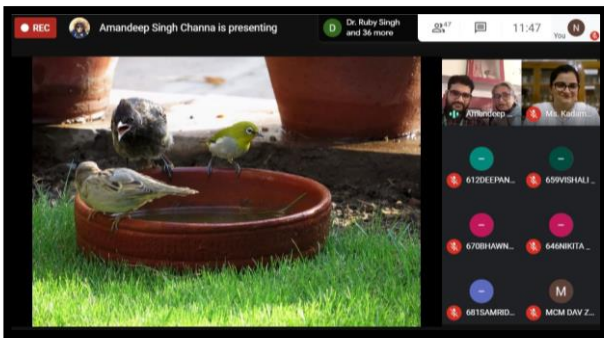 REC
Amandeep Singh Channa is presenting
D
Dr. Ruby Singh
and 36 more
47
11:47
You
N
Amandeep ...
Ms. Kadam...
612DEEPAN...
659VISHALI ...
670BHAWN...
646NIKITA ...
681SAMRID...
M
MCM DAV Z...